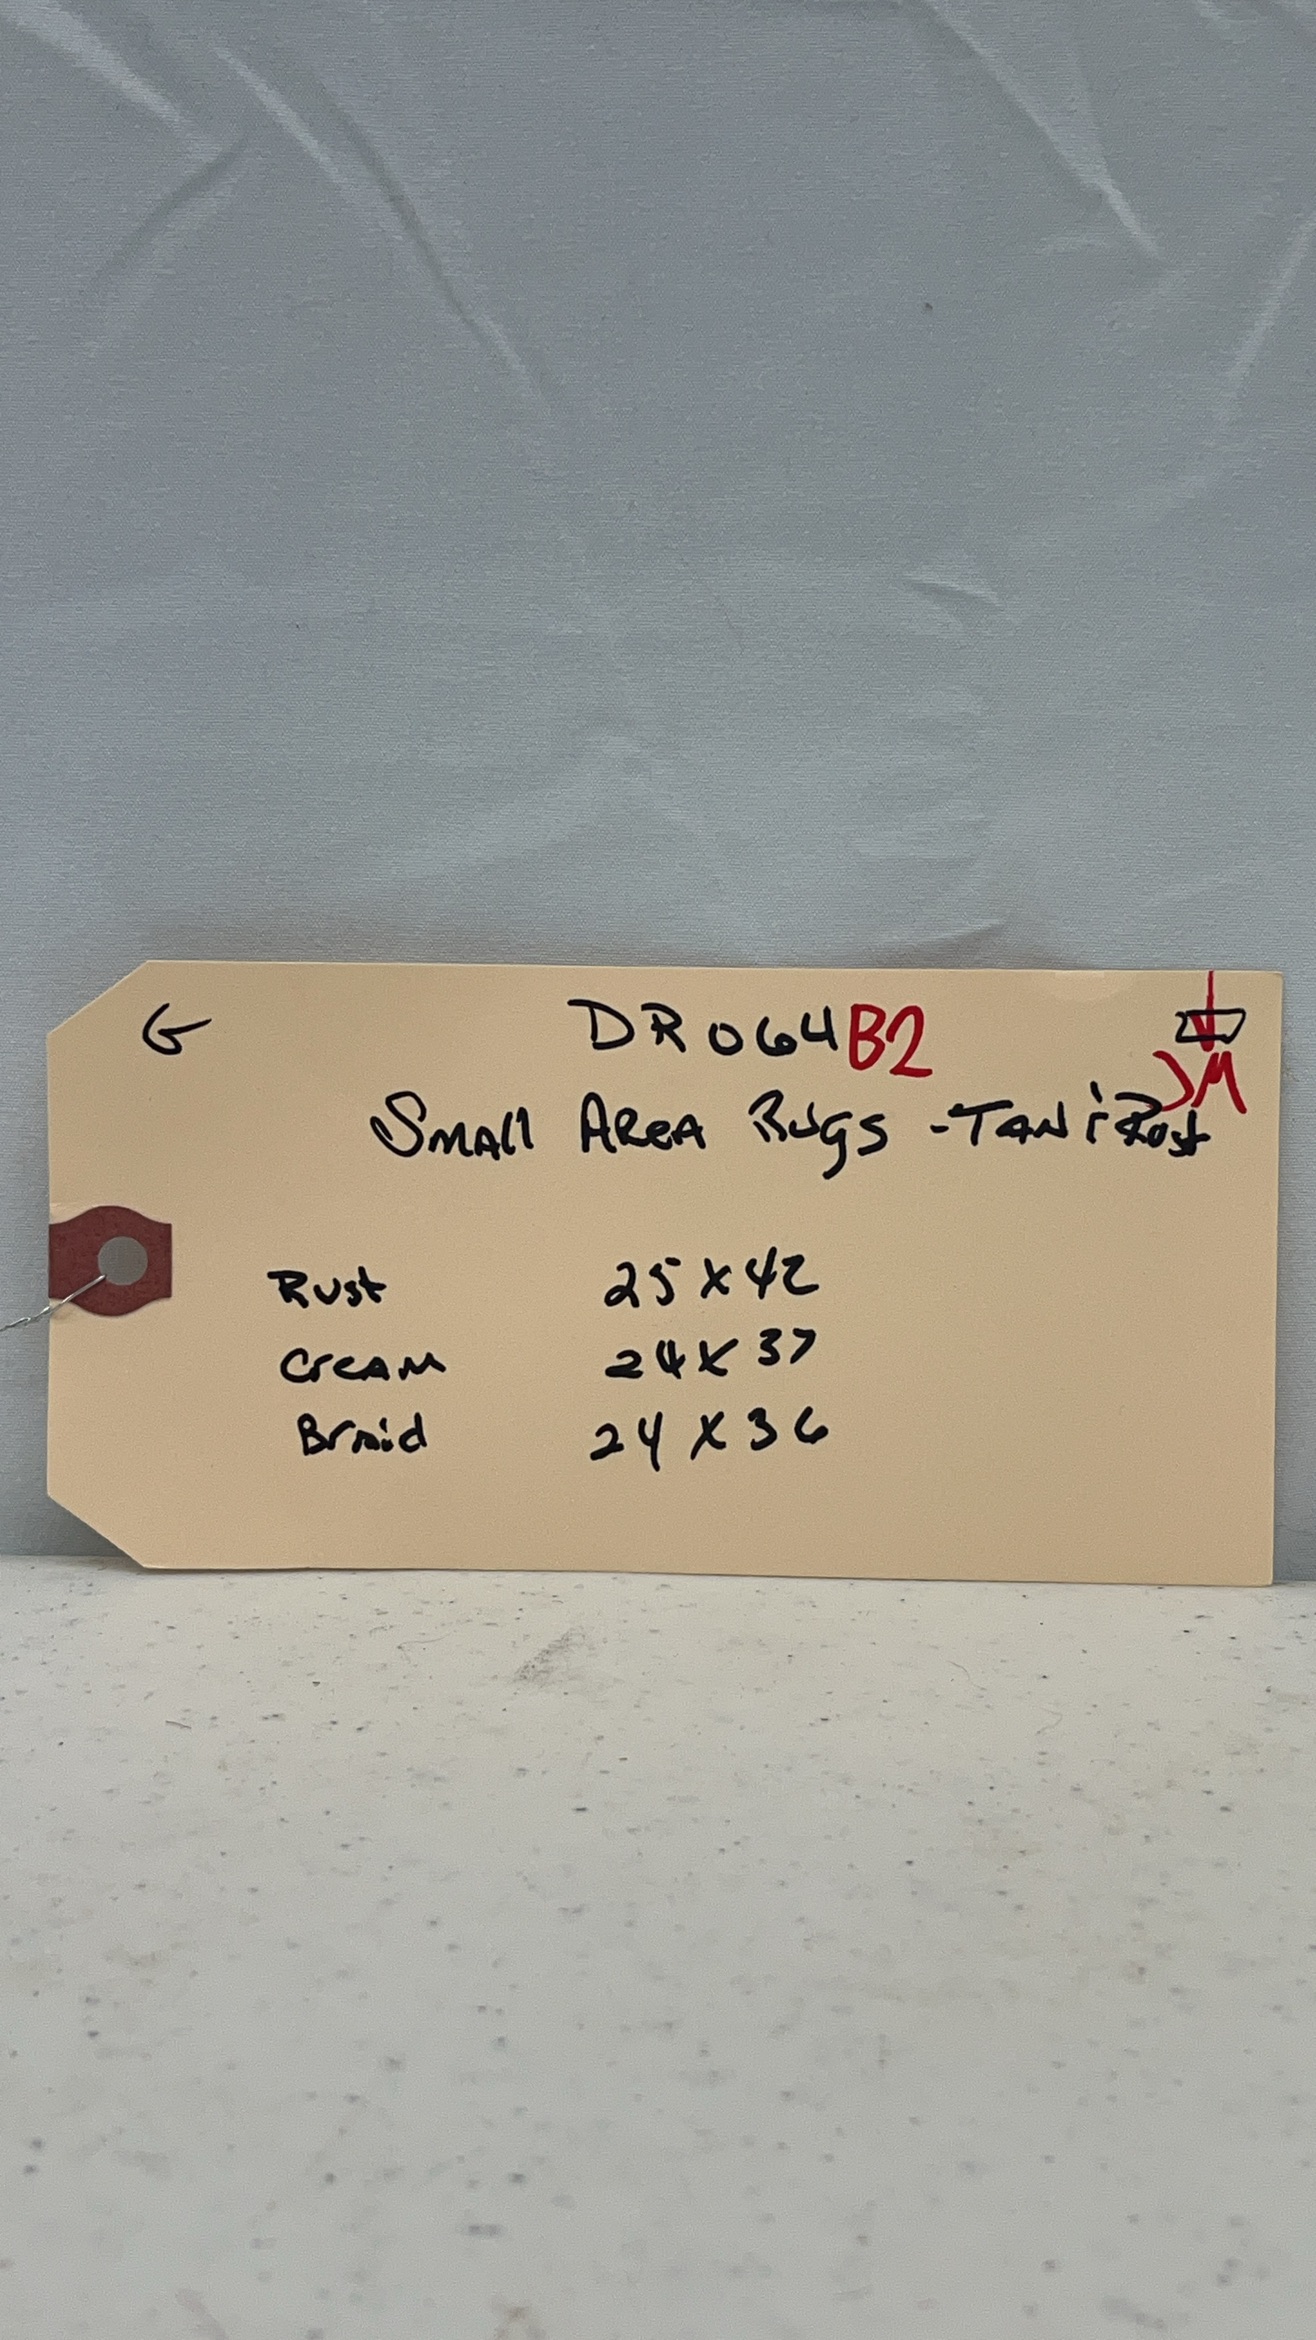 G DR064B2
JM
Small Area Rugs - Tan & Rust
Rust 25 x 42
Cream 24 x 37
Braid 24 x 36